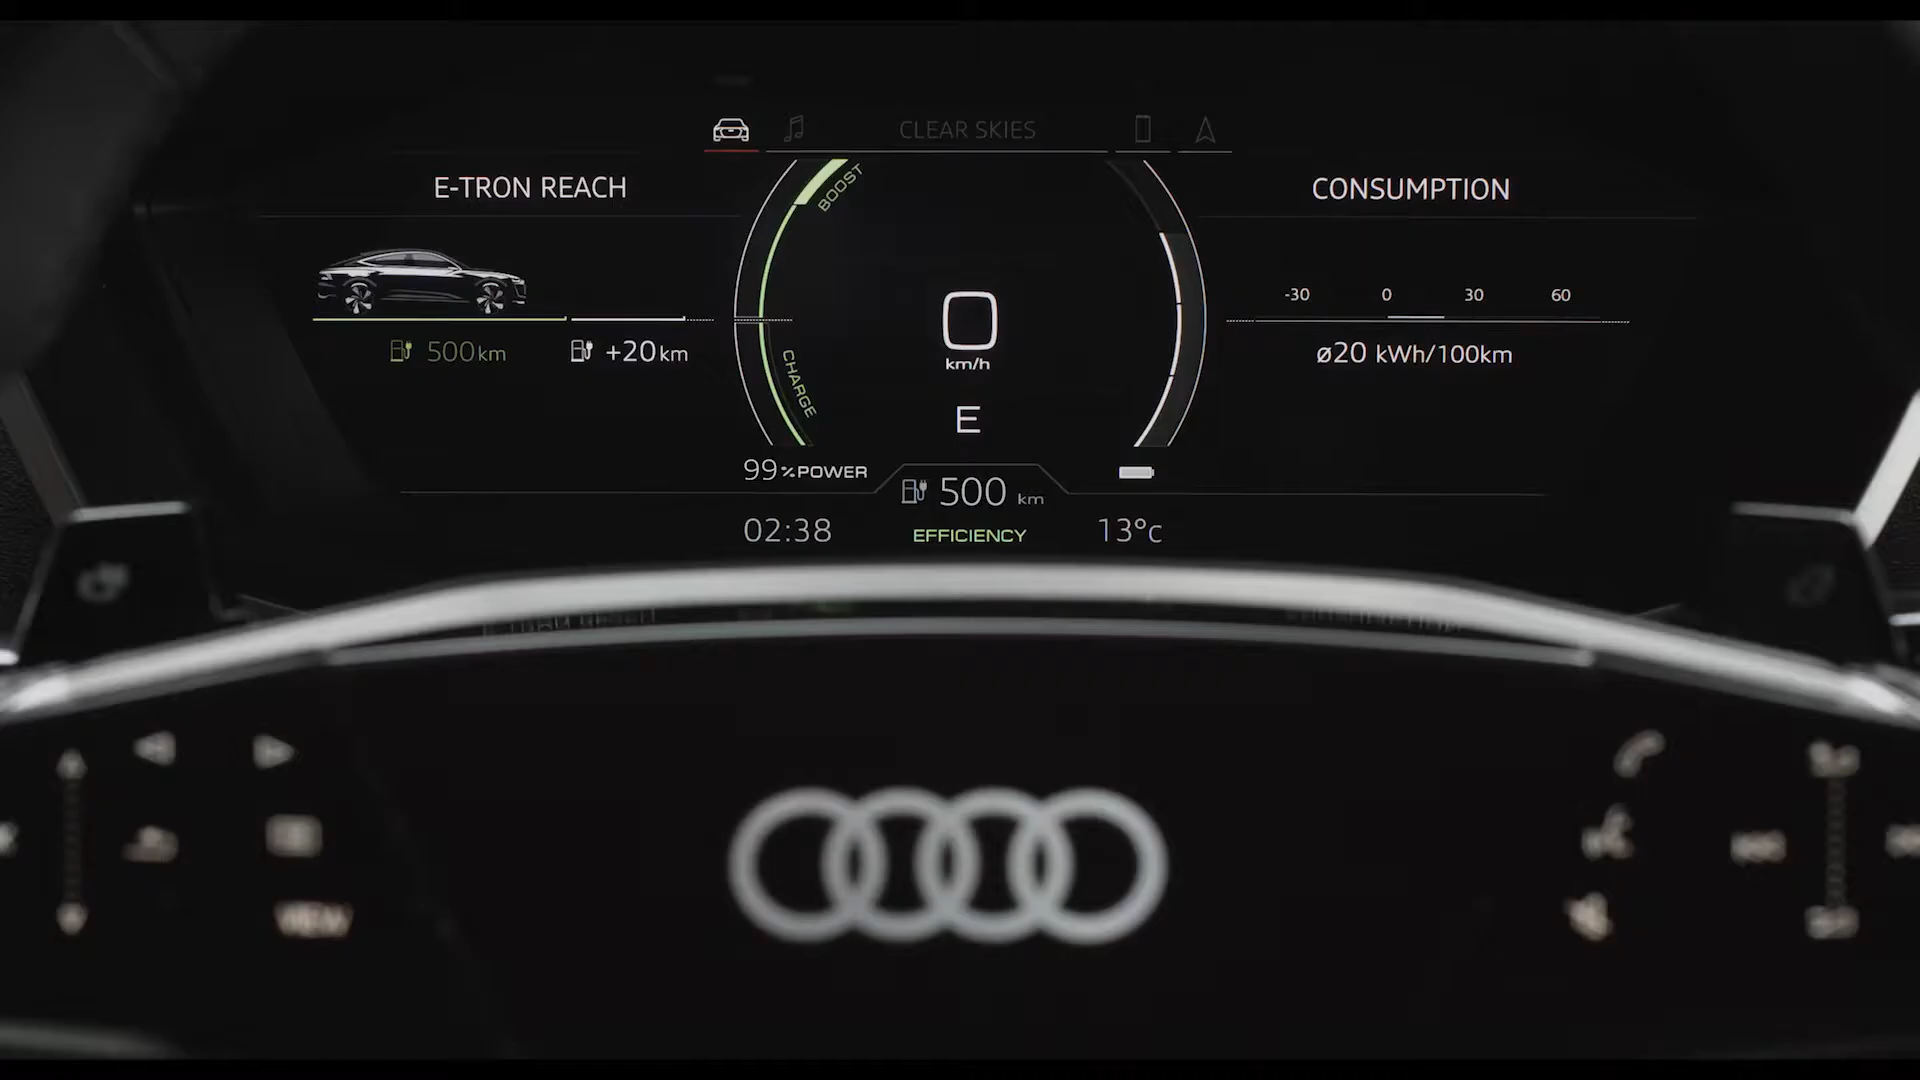 CLEAR SKIES
E-TRON REACH
BOOST
CONSUMPTION
-30 0 30 60
500km
+20km
CHARGE
0
km/h
ø20 kWh/100km
E
99%POWER
500 km
02:38
EFFICIENCY
13°C
VIEW